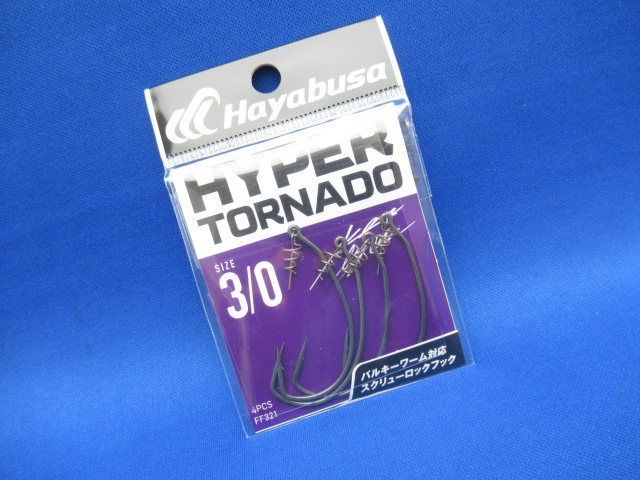 Hayabusa
HYPER
TORNADO
SIZE
3/0
バルキーワーム対応
スクリューロックフック
4PCS
FF321